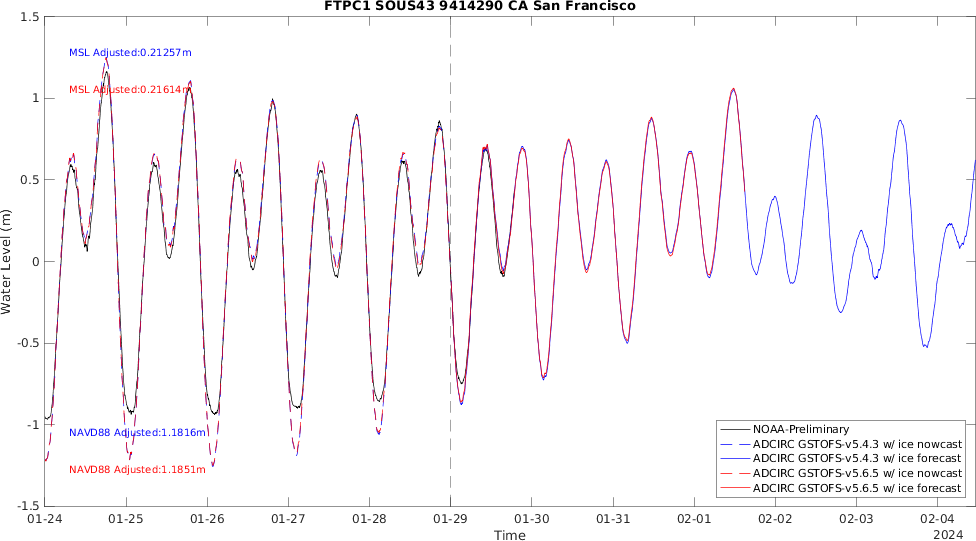 FTPC1 SOUS43 9414290 CA San Francisco
1.5
1
0.5
0
-0.5
-1
-1.5
Water Level (m)
MSL Adjusted:0.21257m
MSL Adjusted:0.21614m
NAVD88 Adjusted:1.1816m
NAVD88 Adjusted:1.1851m
NOAA-Preliminary
ADCIRC GSTOFS-v5.4.3 w/ ice nowcast
ADCIRC GSTOFS-v5.4.3 w/ ice forecast
ADCIRC GSTOFS-v5.6.5 w/ ice nowcast
ADCIRC GSTOFS-v5.6.5 w/ ice forecast
01-24 01-25 01-26 01-27 01-28 01-29 01-30 01-31 02-01 02-02 02-03 02-04
Time
2024